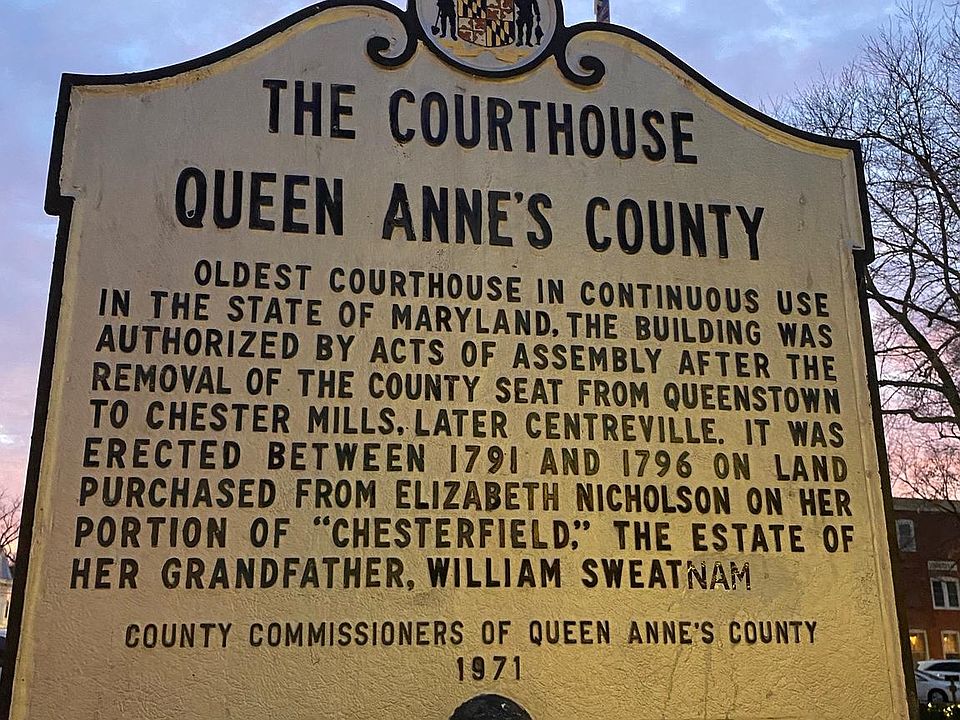 THE COURTHOUSE
QUEEN ANNE'S COUNTY
OLDEST COURTHOUSE IN CONTINUOUS USE
IN THE STATE OF MARYLAND, THE BUILDING WAS
AUTHORIZED BY ACTS OF ASSEMBLY AFTER THE
REMOVAL OF THE COUNTY SEAT FROM QUEENSTOWN
TO CHESTER MILLS, LATER CENTREVILLE. IT WAS
ERECTED BETWEEN 1791 AND 1796 ON LAND
PURCHASED FROM ELIZABETH NICHOLSON ON HER
PORTION OF “CHESTERFIELD,” THE ESTATE OF
HER GRANDFATHER, WILLIAM SWEATNAM
COUNTY COMMISSIONERS OF QUEEN ANNE'S COUNTY
1971